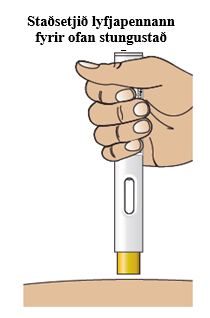 Staðsetjið lyfjapennann
fyrir ofan stungustað